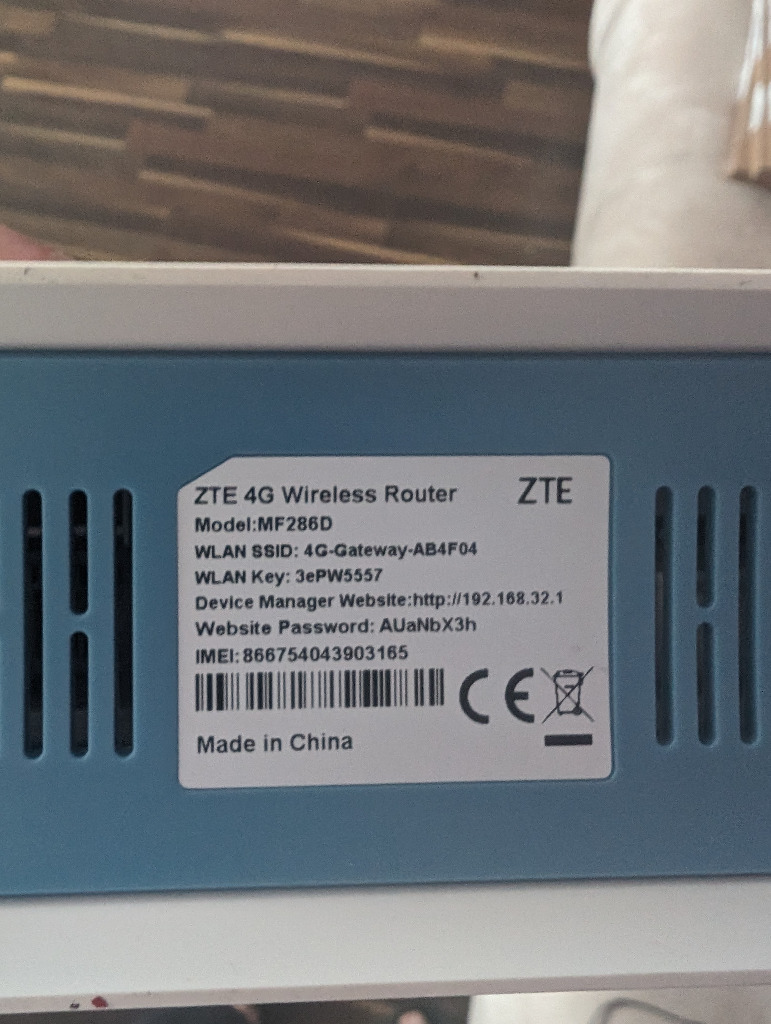 ZTE 4G Wireless Router ZTE
Model:MF286D
WLAN SSID: 4G-Gateway-AB4F04
WLAN Key: 3ePW5557
Device Manager Website:http://192.168.32.1
Website Password: AUaNbX3h
IMEI: 866754043903165
CE
Made in China